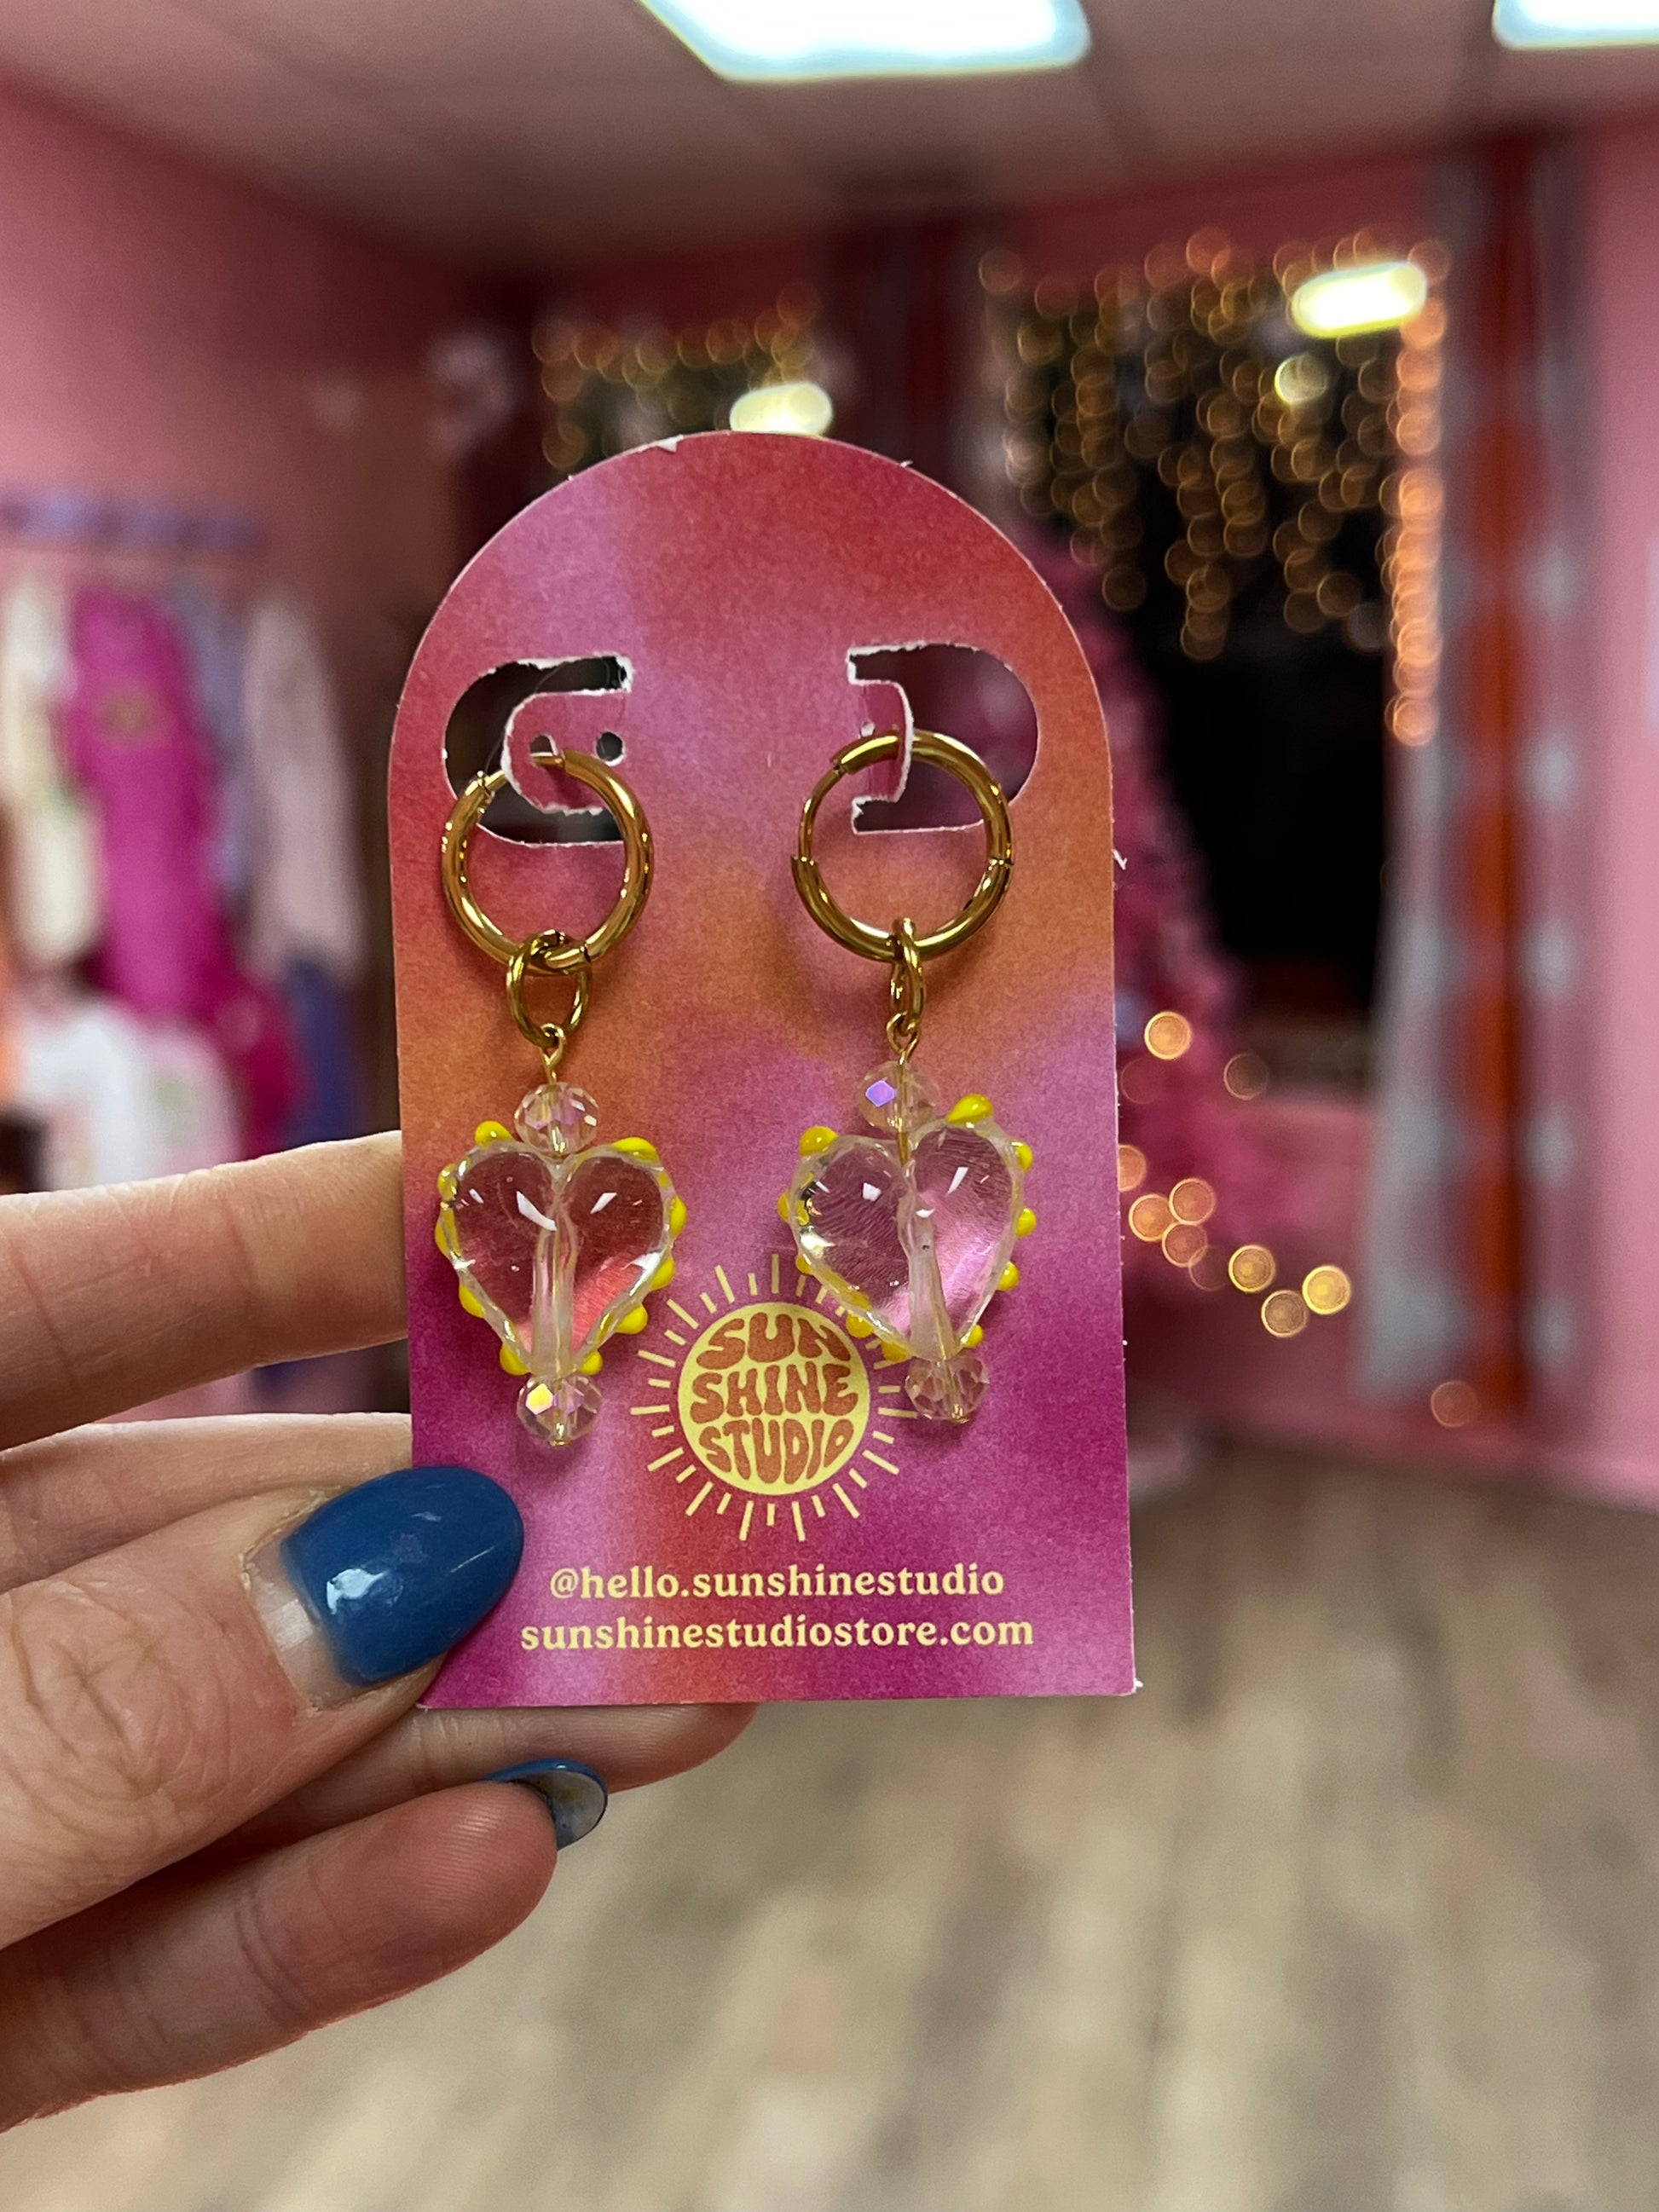 SUN
SHINE
STUDIO
@hello.sunshinestudio
sunshinestudiostore.com